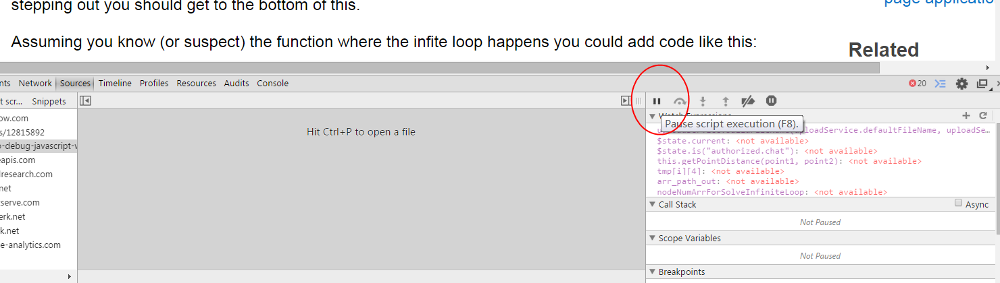 stepping out you should get to the bottom of this.
page applicatio
Assuming you know (or suspect) the function where the infite loop happens you could add code like this:
Related
nts Network Sources Timeline Profiles Resources Audits Console
20
t scr... Snippets
Watch Expressions
Pause script execution (F8).
ow.com
s/12815892
o-debug-javascript-w
eapis.com
lresearch.com
.net
tserve.com
erk.net
k.net
e-analytics.com
Hit Ctrl+P to open a file
ploadService.defaultFileName, uploadSe...
$state.current: <not available>
$state.is("authorized.chat"): <not available>
this.getPointDistance(point1, point2): <not available>
tmp[i][4]: <not available>
arr_path_out: <not available>
nodeNumArrForSolveInfiniteLoop: <not available>
Call Stack
Async
Not Paused
Scope Variables
Not Paused
Breakpoints